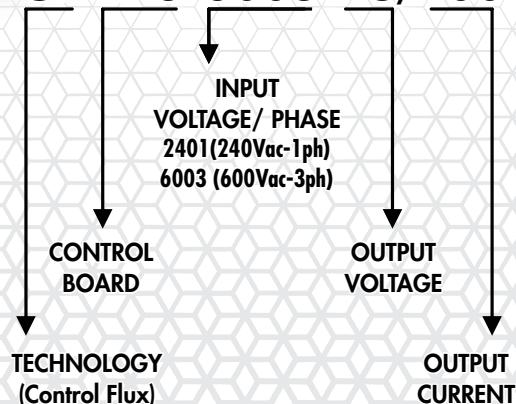 INPUT
VOLTAGE/ PHASE
2401(240Vac-1ph)
6003 (600Vac-3ph)
CONTROL
BOARD
OUTPUT
VOLTAGE
TECHNOLOGY
(Control Flux)
OUTPUT
CURRENT